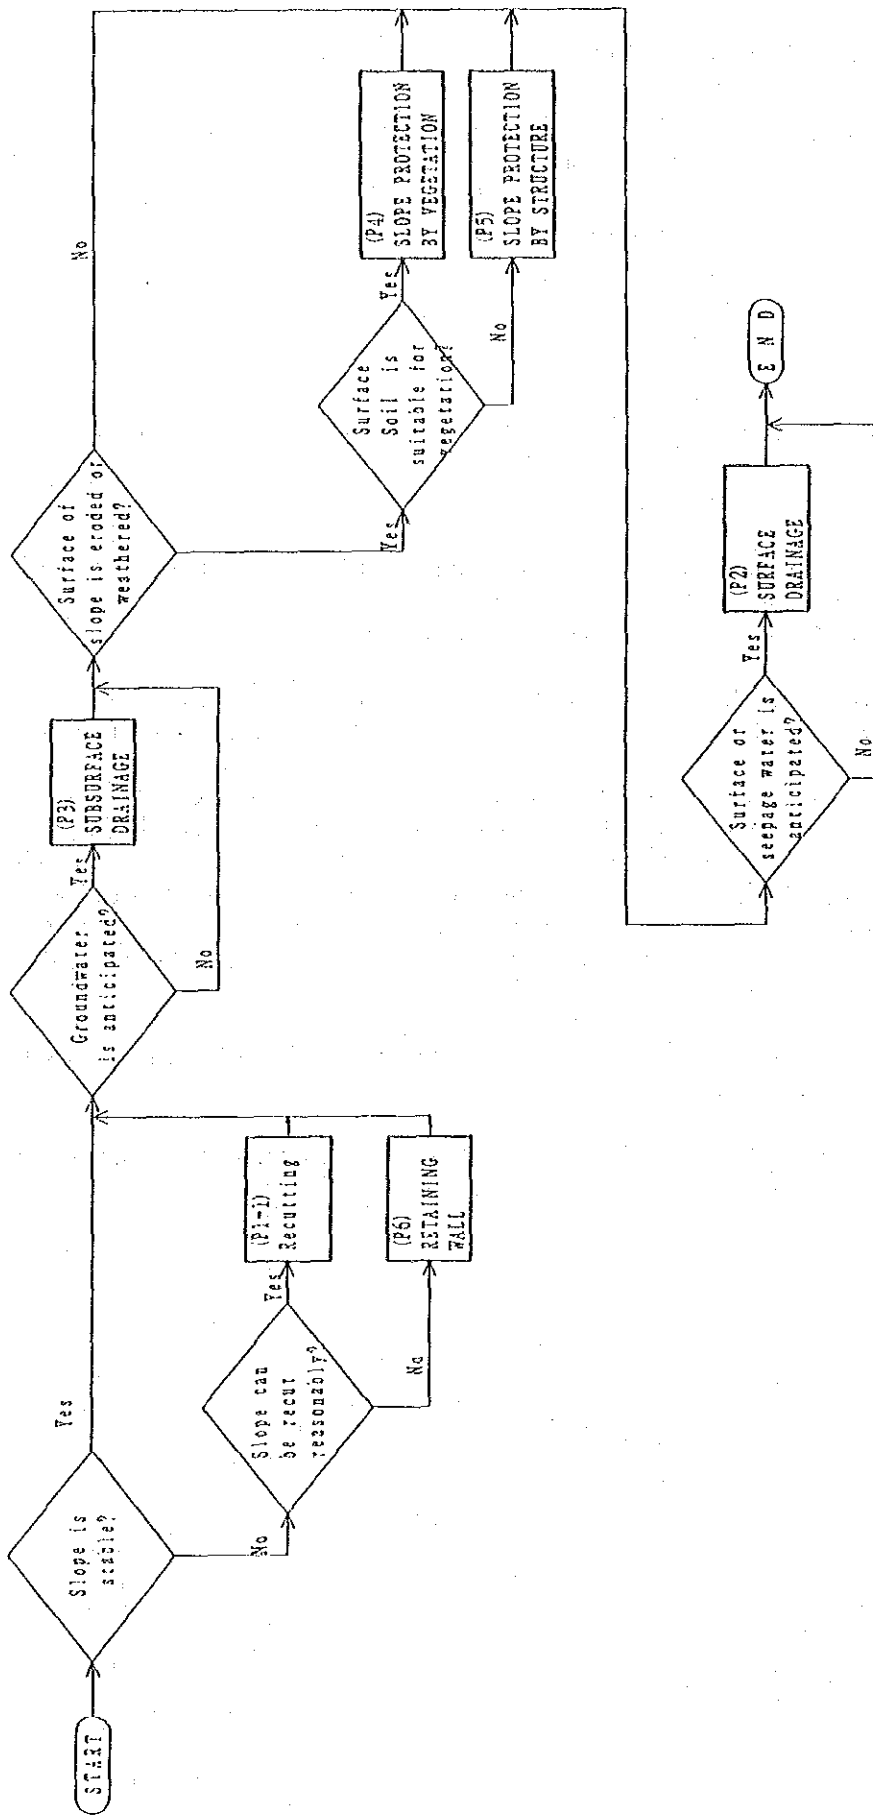 START
Slope is
stable?
Yes
No
Slope can
be recut
reasonably?
Yes
(P1-1)
Recutting
No
(P6)
RETAINING
WALL
Groundwater
is anticipated?
Yes
(P3)
SUBSURFACE
DRAINAGE
No
Surface of
slope is eroded or
weathered?
No
Yes
Surface
Soil is
suitable for
vegetation?
Yes
(P4)
SLOPE PROTECTION
BY VEGETATION
No
(P5)
SLOPE PROTECTION
BY STRUCTURE
Surface or
seepage water is
anticipated?
Yes
(P2)
SURFACE
DRAINAGE
No
END